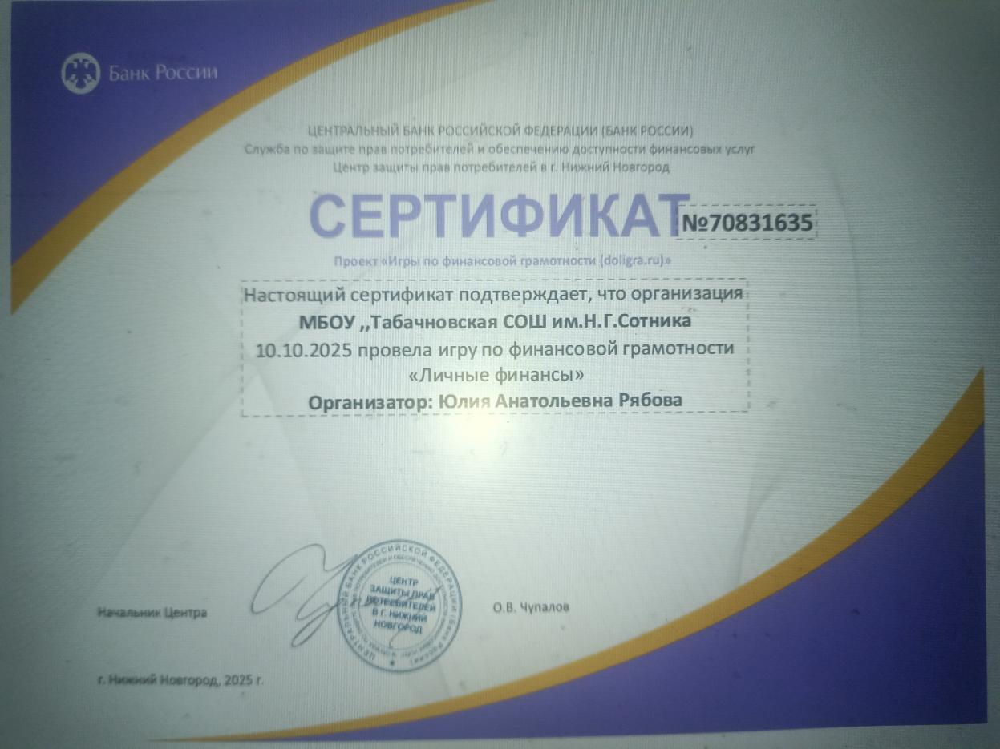 Банк России
ЦЕНТРАЛЬНЫЙ БАНК РОССИЙСКОЙ ФЕДЕРАЦИИ (БАНК РОССИИ)
Служба по защите прав потребителей и обеспечению доступности финансовых услуг
Центр защиты прав потребителей в г. Нижний Новгород
СЕРТИФИКАТ №70831635
Проект «Игры по финансовой грамотности (doligra.ru)»
Настоящий сертификат подтверждает, что организация
МБОУ ,,Табачновская СОШ им.Н.Г.Сотника
10.10.2025 провела игру по финансовой грамотности
«Личные финансы»
Организатор: Юлия Анатольевна Рябова
Начальник Центра
ЦЕНТРАЛЬНЫЙ БАНК РОССИЙСКОЙ ФЕДЕРАЦИИ (Банк России)
ЦЕНТР
ЗАЩИТЫ ПРАВ
ПОТРЕБИТЕЛЕЙ
В Г. НИЖНИЙ
НОВГОРОД
О.В. Чупалов
г. Нижний Новгород, 2025 г.